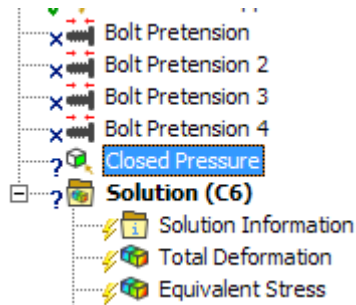 Bolt Pretension
Bolt Pretension 2
Bolt Pretension 3
Bolt Pretension 4
Closed Pressure
Solution (C6)
Solution Information
Total Deformation
Equivalent Stress